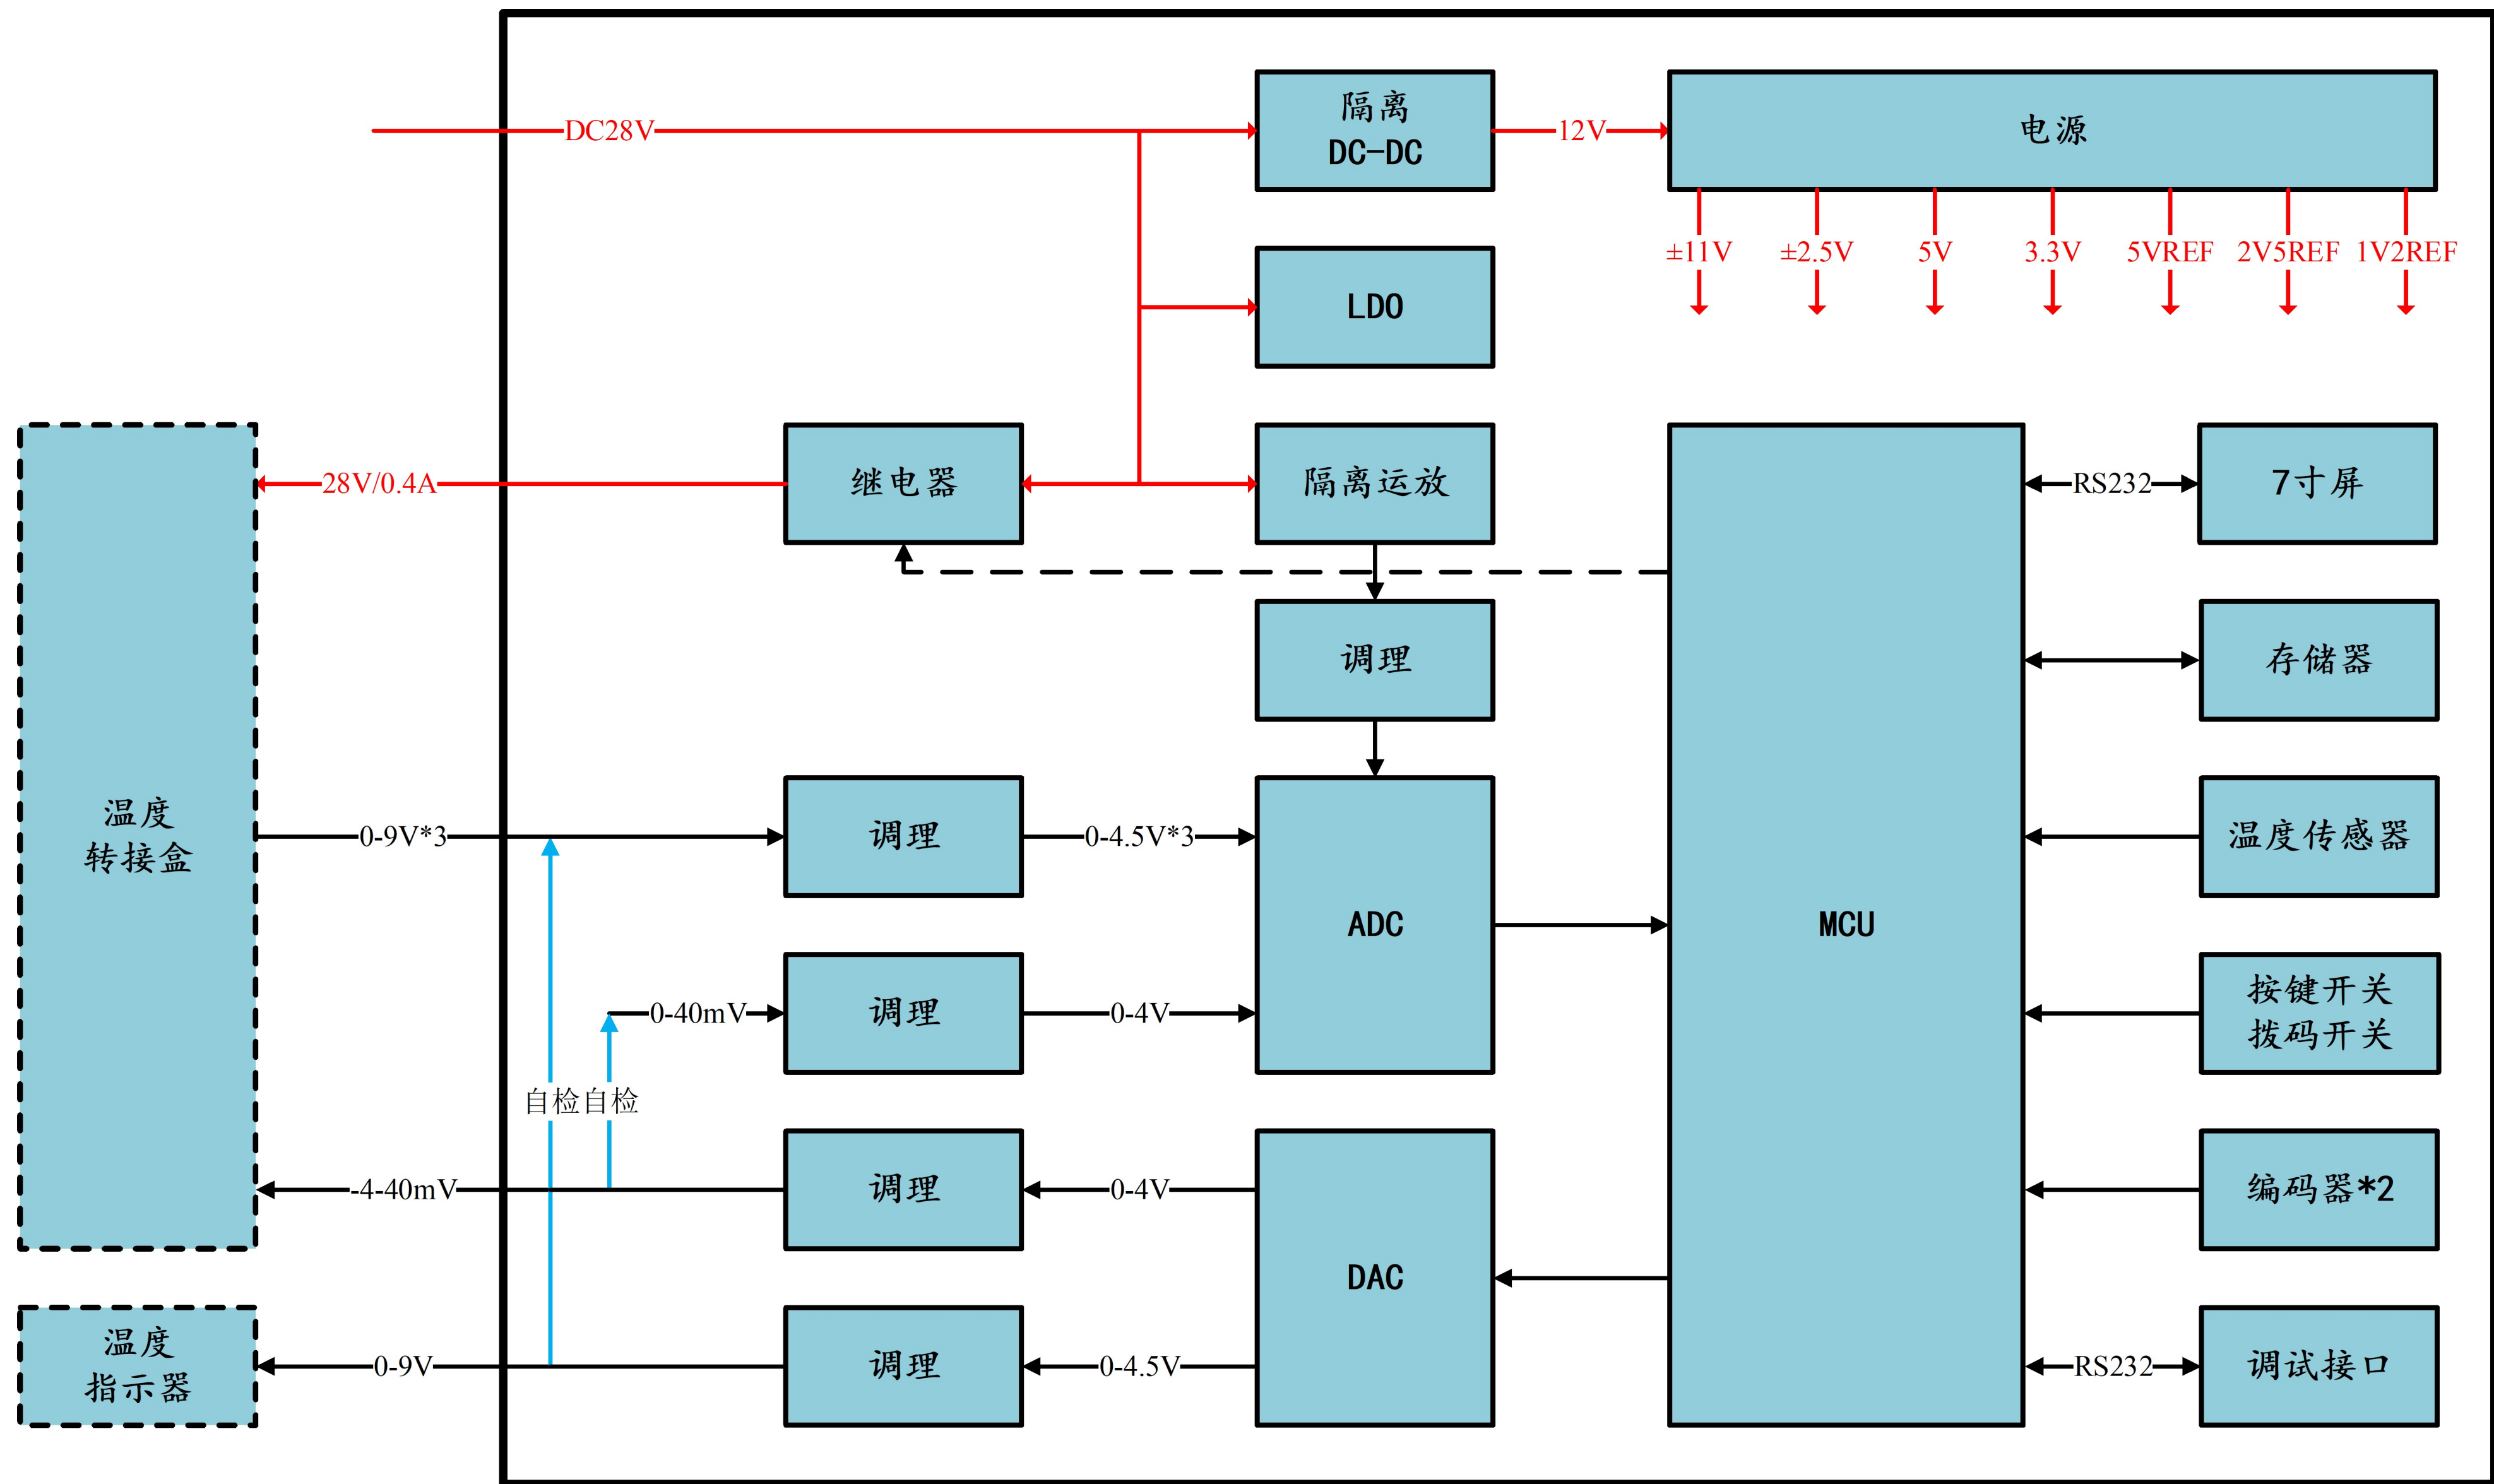 隔离
DC-DC
DC28V
12V
电源
±11V
±2.5V
5V
3.3V
5VREF
2V5REF
1V2REF
LDO
28V/0.4A
继电器
隔离运放
RS232
7寸屏
调理
存储器
温度
转接盒
0-9V*3
调理
0-4.5V*3
ADC
MCU
温度传感器
0-40mV
调理
0-4V
按键开关
拨码开关
自检
自检
-4-40mV
调理
0-4V
编码器*2
DAC
温度
指示器
0-9V
调理
0-4.5V
RS232
调试接口